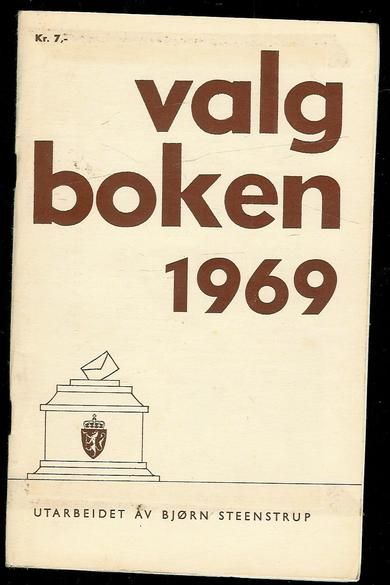 Kr. 7,-
valg
boken
1969
UTARBEIDET AV BJØRN STEENSTRUP